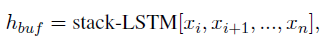 h_{buf} = stack-LSTM[x_i, x_{i+1}, ..., x_n],